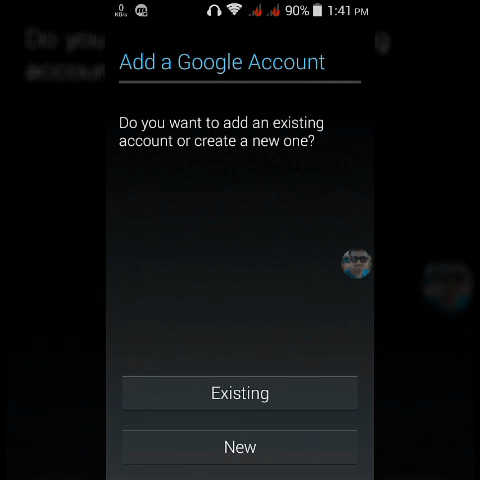 0
KB/s
90% 1:41 PM
Add a Google Account
Do you want to add an existing
account or create a new one?
Existing
New